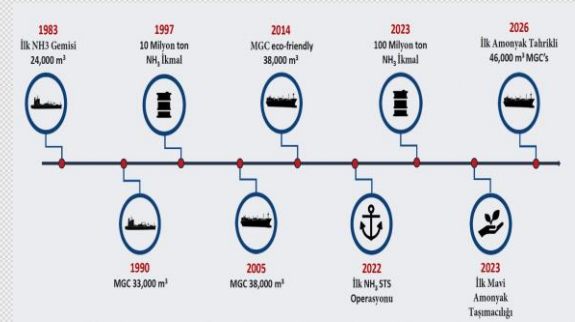 1983
İlk NH3 Gemisi
24,000 m³
1997
10 Milyon ton
NH₃ İkmal
2014
MGC eco-friendly
38,000 m³
2023
100 Milyon ton
NH₃ İkmal
2026
İlk Amonyak Tahrikli
46,000 m³ MGC's
1990
MGC 33,000 m³
2005
MGC 38,000 m³
2022
İlk NH₃ STS
Operasyonu
2023
İlk Mavi
Amonyak
Taşımacılığı